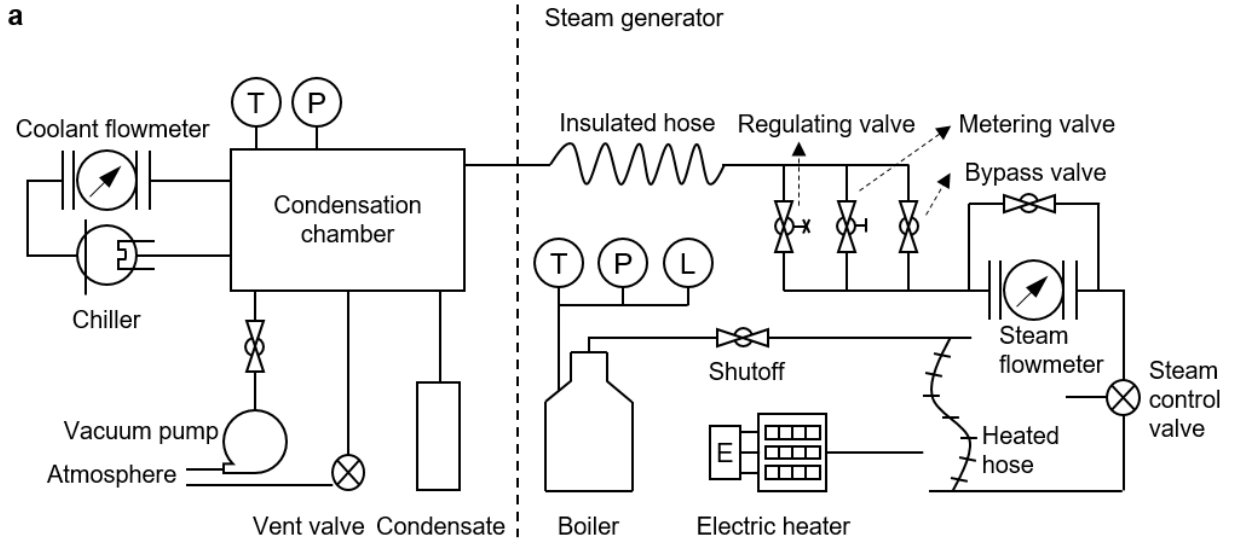 a
Steam generator
T
P
Coolant flowmeter
Insulated hose
Regulating valve
Metering valve
Bypass valve
Condensation
chamber
T
P
L
Chiller
Steam
flowmeter
Shutoff
Steam
control
valve
Vacuum pump
Atmosphere
E
Heated
hose
Vent valve
Condensate
Boiler
Electric heater